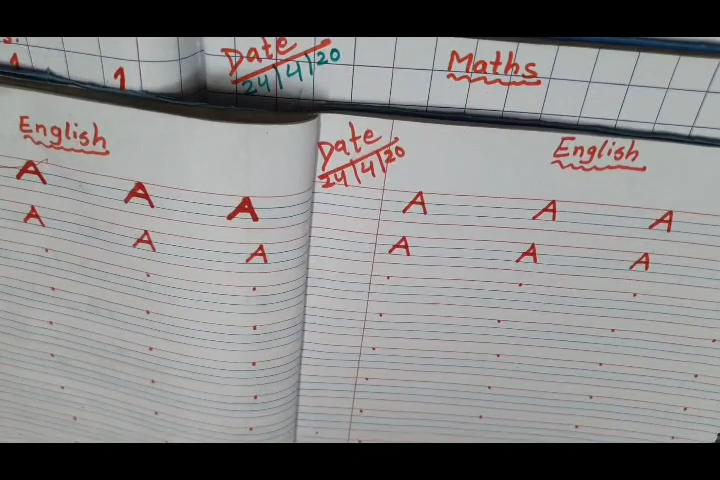 Date
24/4/20
Maths
1
English
A A A
A A A
Date
24/4/20
English
A A A
A A A